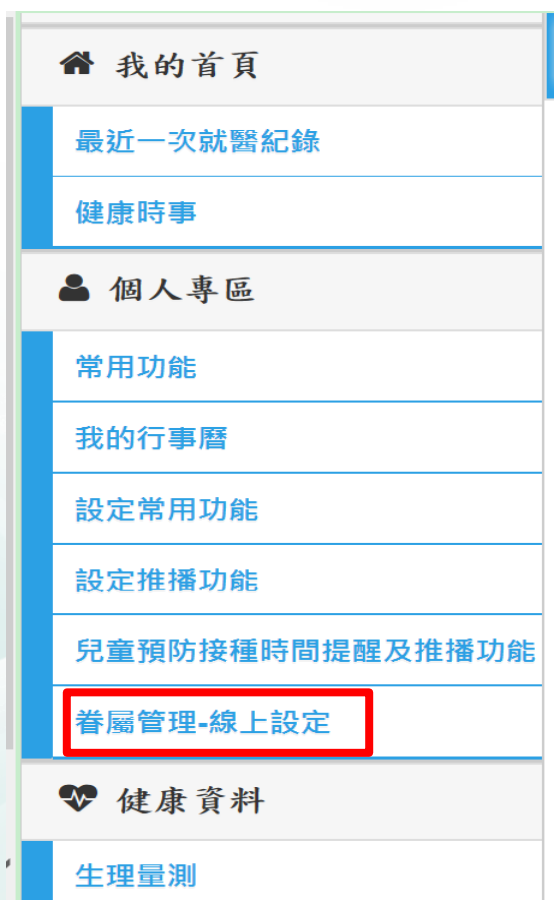 我的首頁
最近一次就醫紀錄
健康時事
個人專區
常用功能
我的行事曆
設定常用功能
設定推播功能
兒童預防接種時間提醒及推播功能
眷屬管理-線上設定
健康資料
生理量測